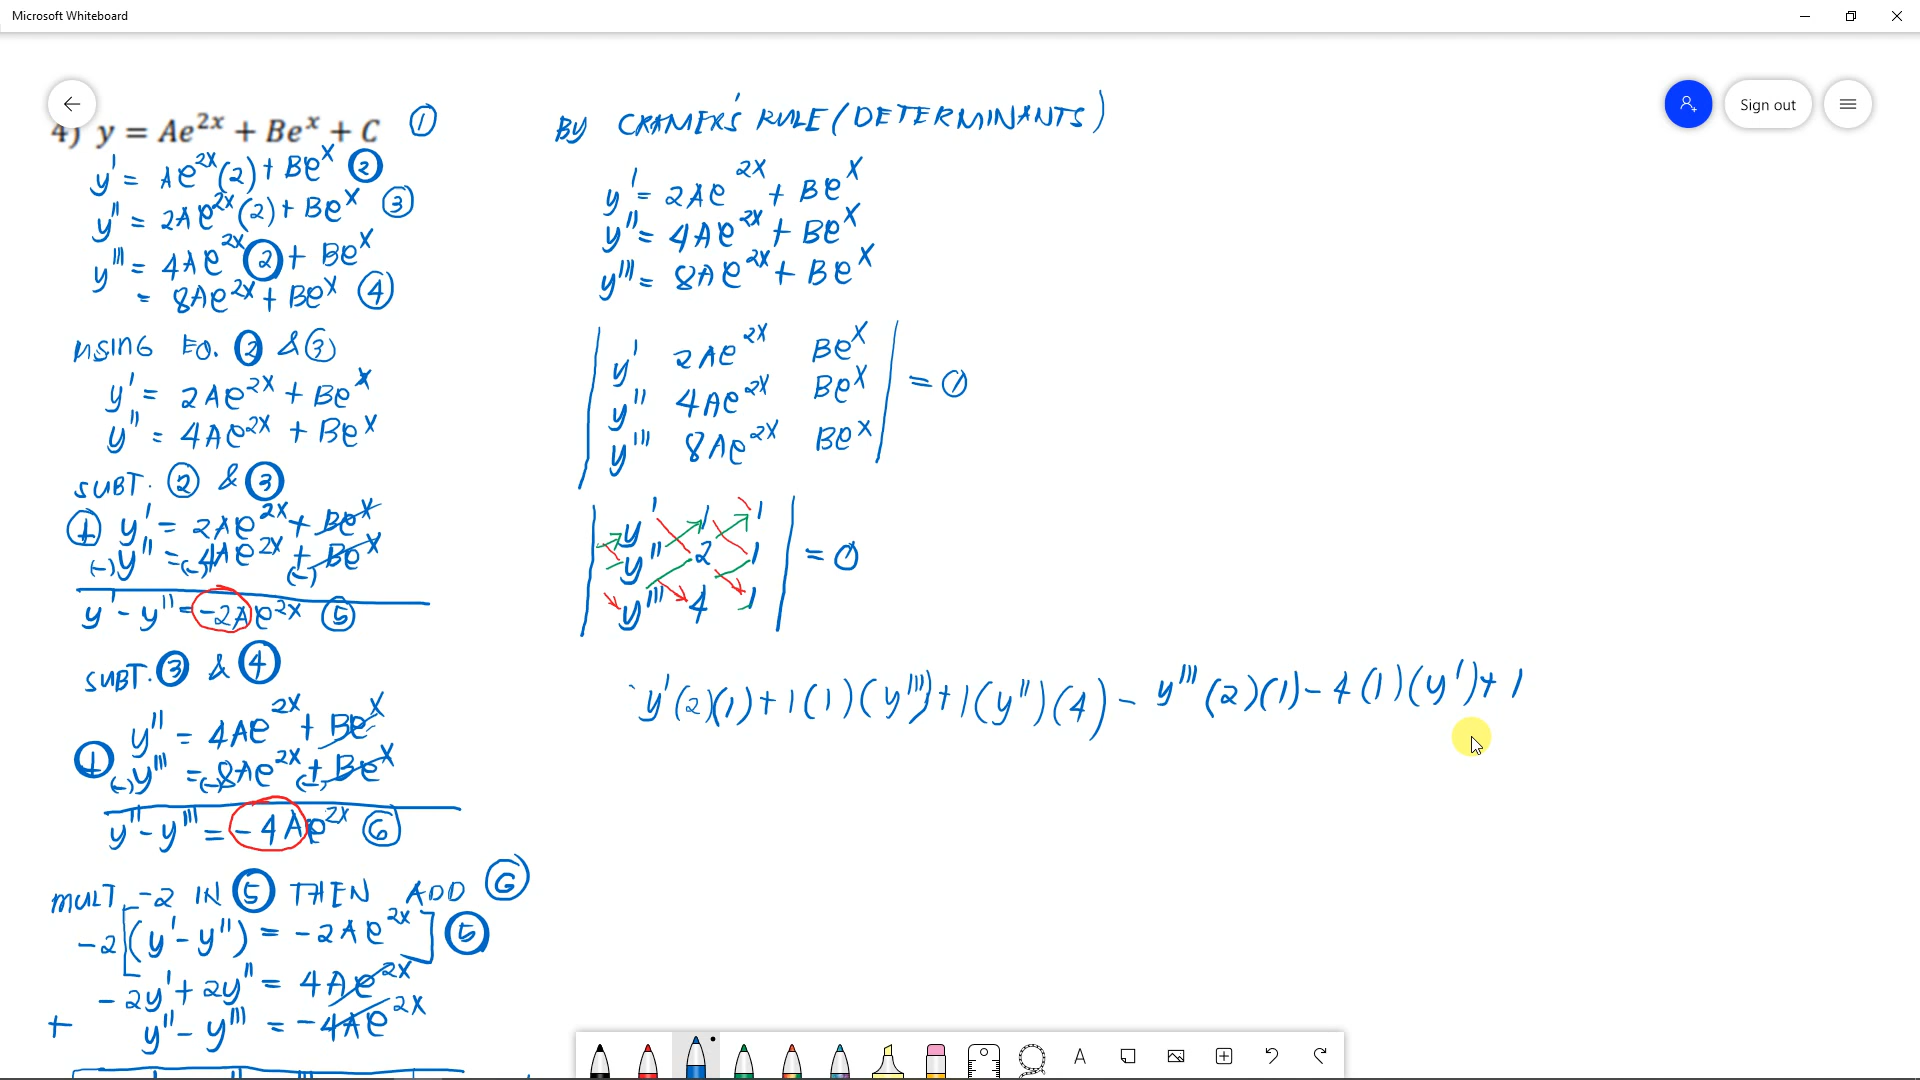 Microsoft Whiteboard
Sign out
4) y = Ae^{2x} + Be^x + C ①
y' = Ae^{2x}(2) + Be^x ②
y'' = 2Ae^{2x}(2) + Be^x ③
y''' = 4Ae^{2x}② + Be^x
= 8Ae^{2x} + Be^x ④
USING EQ. ② & ③
y' = 2Ae^{2x} + Be^x
y'' = 4Ae^{2x} + Be^x
SUBT. ② & ③
y' = 2Ae^{2x} + Be^x
(-)y'' = (-)4Ae^{2x} + (-)Be^x
y' - y'' = -2Ae^{2x} ⑤
SUBT. ③ & ④
y'' = 4Ae^{2x} + Be^x
(-)y''' = (-)8Ae^{2x} (-)+ Be^x
y'' - y''' = -4Ae^{2x} ⑥
MULT -2 IN ⑤ THEN ADD ⑥
-2[(y' - y'') = -2Ae^{2x}] ⑤
-2y' + 2y'' = 4Ae^{2x}
+ y'' - y''' = -4Ae^{2x}
BY CRAMER'S RULE (DETERMINANTS)
y' = 2Ae^{2x} + Be^x
y'' = 4Ae^{2x} + Be^x
y''' = 8Ae^{2x} + Be^x
| y' 2Ae^{2x} Be^x |
| y'' 4Ae^{2x} Be^x | = 0
| y''' 8Ae^{2x} Be^x |
| y' 1 1 |
| y'' 2 1 | = 0
| y''' 4 1 |
y'(2)(1) + 1(1)(y''') + 1(y'')(4) - y'''(2)(1) - 4(1)(y') + 1
A